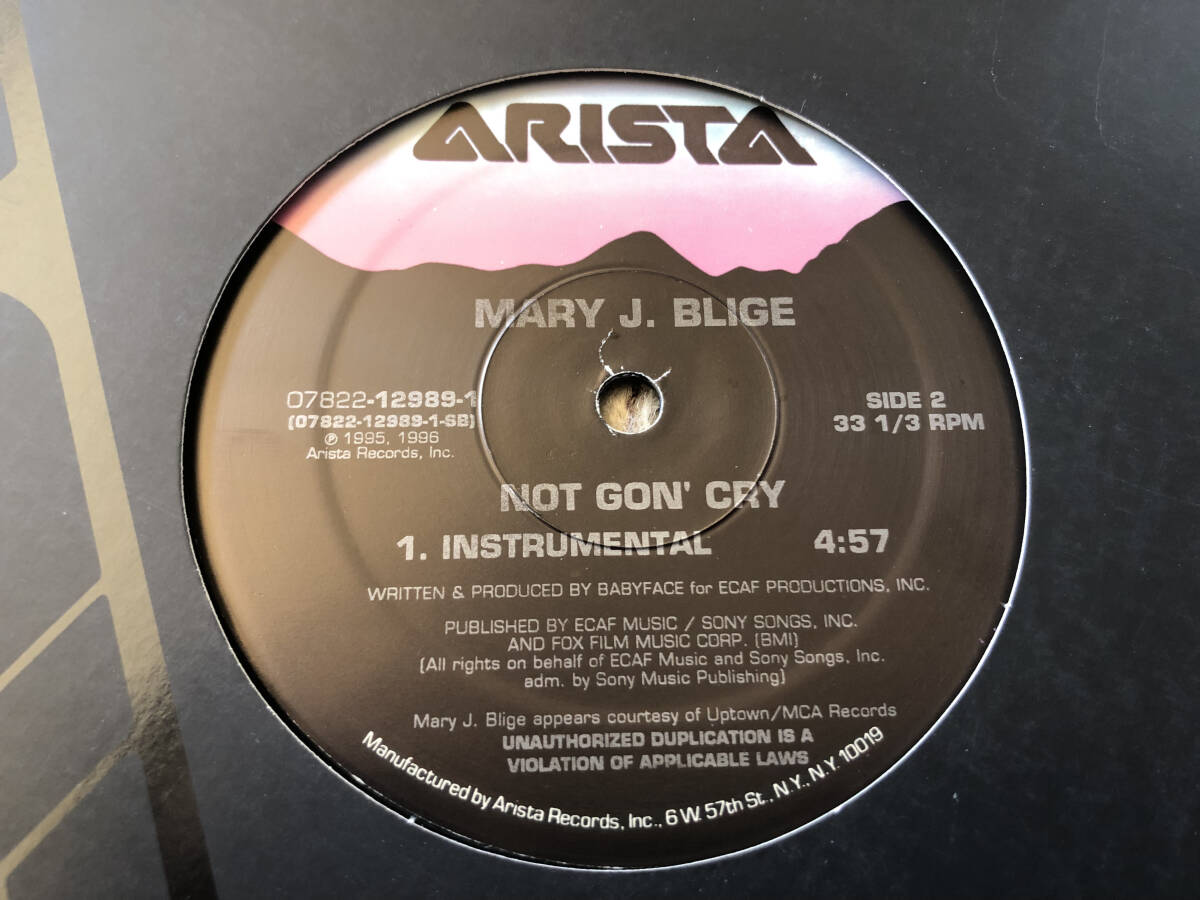 ARISTA
MARY J. BLIGE
07822-12989-1
(07822-12989-1-SB)
℗ 1995, 1996
Arista Records, Inc.
SIDE 2
33 1/3 RPM
NOT GON' CRY
1. INSTRUMENTAL 4:57
WRITTEN & PRODUCED BY BABYFACE for ECAF PRODUCTIONS, INC.
PUBLISHED BY ECAF MUSIC / SONY SONGS, INC.
AND FOX FILM MUSIC CORP. (BMI)
(All rights on behalf of ECAF Music and Sony Songs, Inc.
adm. by Sony Music Publishing)
Mary J. Blige appears courtesy of Uptown/MCA Records
UNAUTHORIZED DUPLICATION IS A
VIOLATION OF APPLICABLE LAWS
Manufactured by Arista Records, Inc., 6 W. 57th St., N.Y., N.Y. 10019